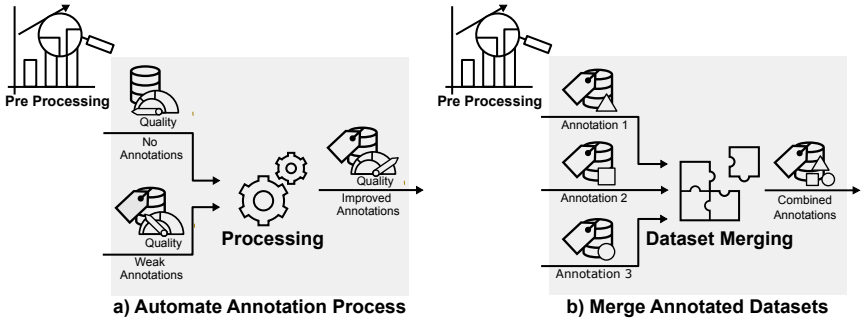 Pre Processing
Quality
No
Annotations
Quality
Weak
Annotations
Processing
Quality
Improved
Annotations
a) Automate Annotation Process
Pre Processing
Annotation 1
Annotation 2
Annotation 3
Dataset Merging
Combined
Annotations
b) Merge Annotated Datasets